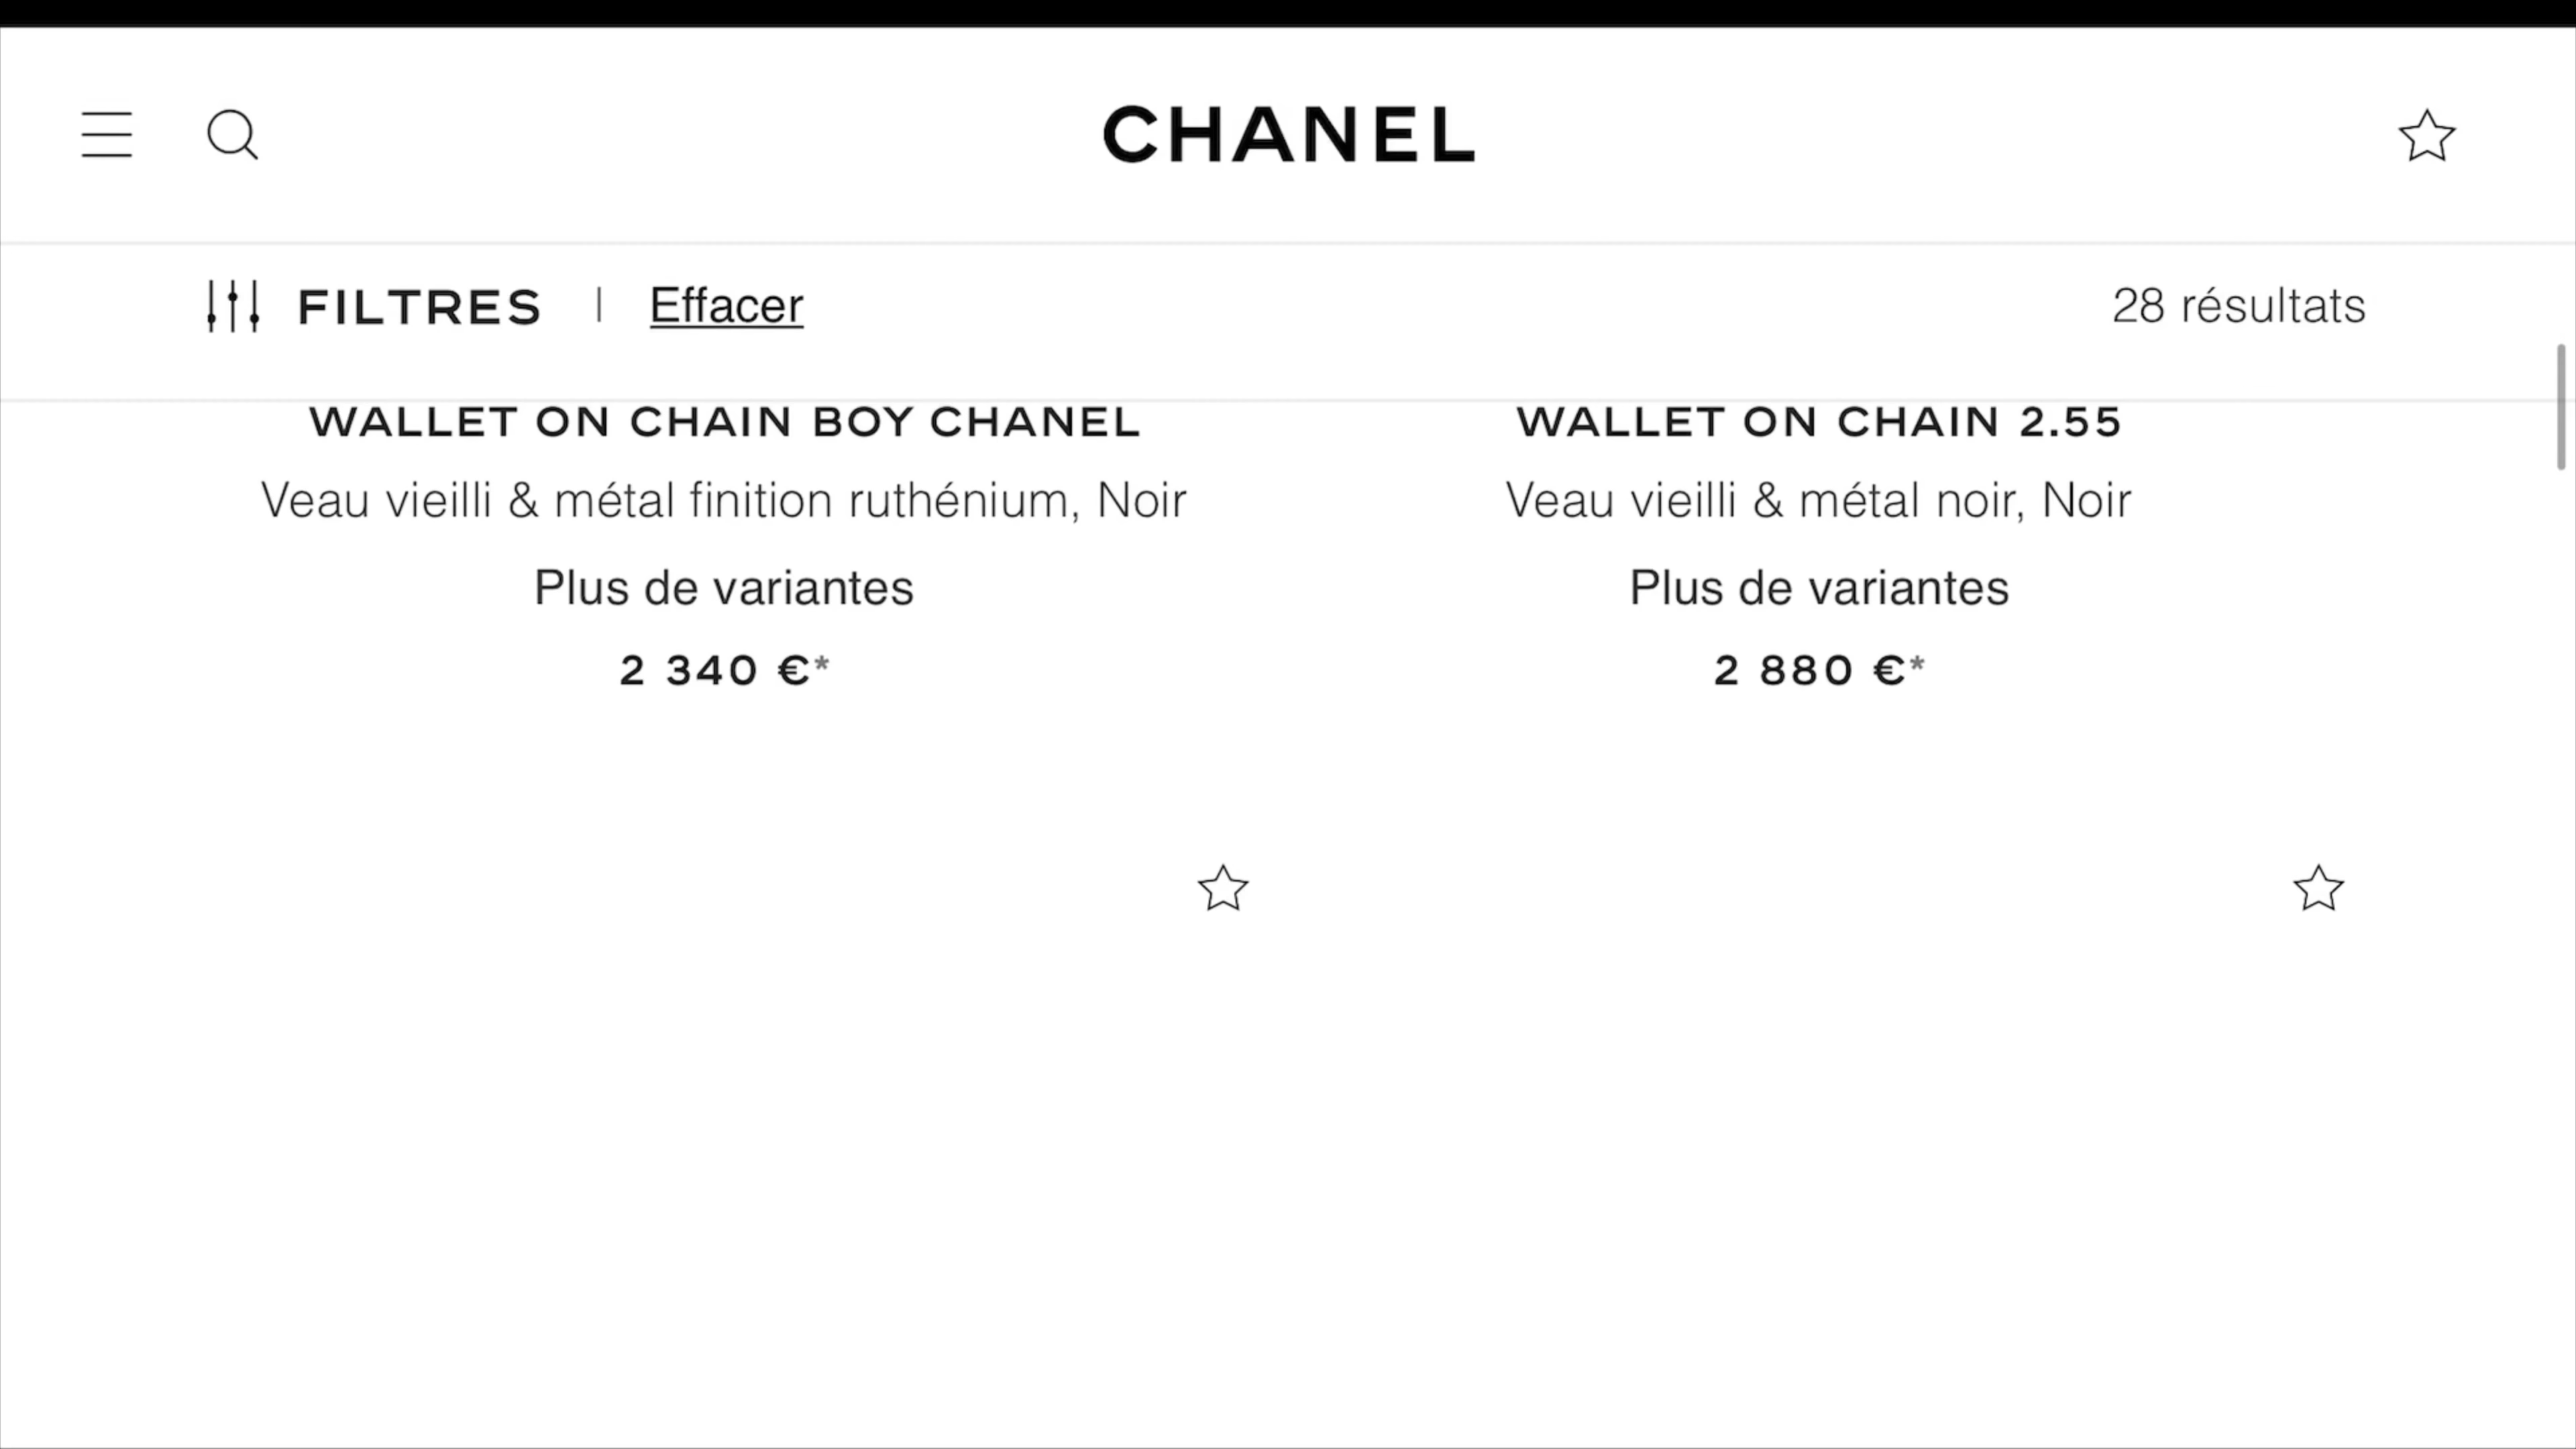 CHANEL
FILTRES | Effacer
28 résultats
WALLET ON CHAIN BOY CHANEL
Veau vieilli & métal finition ruthénium, Noir
Plus de variantes
2 340 €*
WALLET ON CHAIN 2.55
Veau vieilli & métal noir, Noir
Plus de variantes
2 880 €*